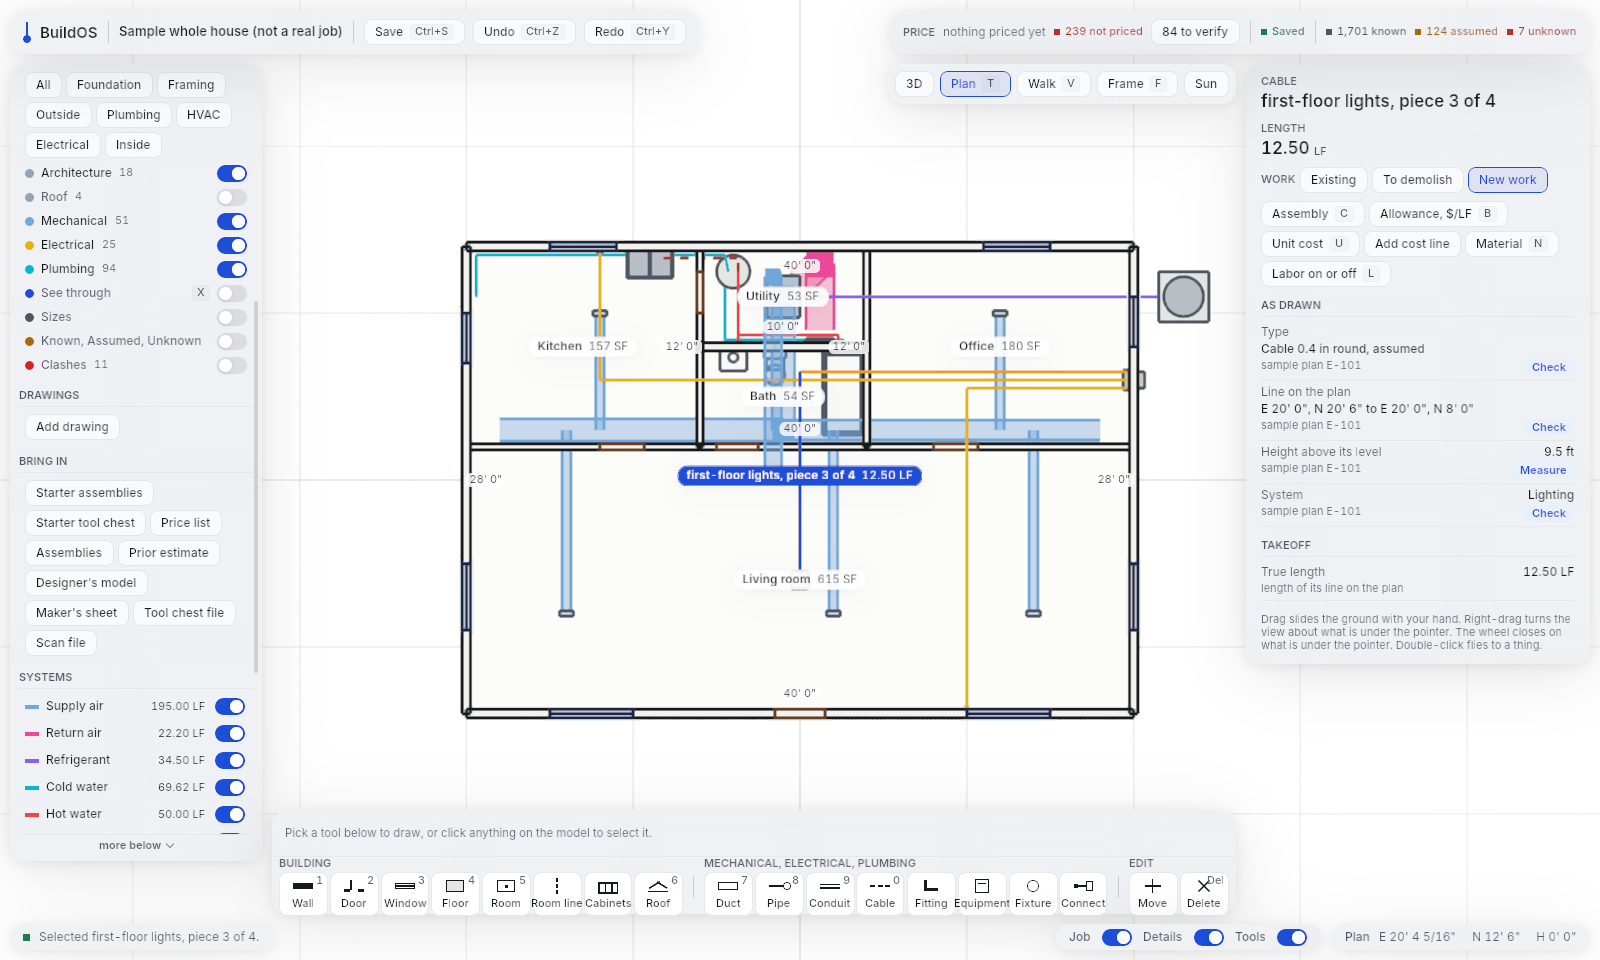 BuildOS
Sample whole house (not a real job)
Save Ctrl+S
Undo Ctrl+Z
Redo Ctrl+Y
PRICE nothing priced yet 239 not priced
84 to verify
Saved
1,701 known
124 assumed
7 unknown
3D
Plan T
Walk V
Frame F
Sun
All
Foundation
Framing
Outside
Plumbing
HVAC
Electrical
Inside
Architecture 18
Roof 4
Mechanical 51
Electrical 25
Plumbing 94
See through X
Sizes
Known, Assumed, Unknown
Clashes 11
DRAWINGS
Add drawing
BRING IN
Starter assemblies
Starter tool chest
Price list
Assemblies
Prior estimate
Designer's model
Maker's sheet
Tool chest file
Scan file
SYSTEMS
Supply air 195.00 LF
Return air 22.20 LF
Refrigerant 34.50 LF
Cold water 69.62 LF
Hot water 50.00 LF
more below
40' 0"
Utility 53 SF
10' 0"
Kitchen 157 SF
12' 0"
12' 0"
Office 180 SF
Bath 54 SF
40' 0"
28' 0"
first-floor lights, piece 3 of 4 12.50 LF
28' 0"
Living room 615 SF
40' 0"
CABLE
first-floor lights, piece 3 of 4
LENGTH
12.50 LF
WORK
Existing
To demolish
New work
Assembly C
Allowance, $/LF B
Unit cost U
Add cost line
Material N
Labor on or off L
AS DRAWN
Type
Cable 0.4 in round, assumed
sample plan E-101
Check
Line on the plan
E 20' 0", N 20' 6" to E 20' 0", N 8' 0"
sample plan E-101
Check
Height above its level 9.5 ft
sample plan E-101
Measure
System Lighting
sample plan E-101
Check
TAKEOFF
True length 12.50 LF
length of its line on the plan
Drag slides the ground with your hand. Right-drag turns the
view about what is under the pointer. The wheel closes on
what is under the pointer. Double-click flies to a thing.
Pick a tool below to draw, or click anything on the model to select it.
BUILDING
Wall 1
Door 2
Window 3
Floor 4
Room 5
Room line
Cabinets
Roof 6
MECHANICAL, ELECTRICAL, PLUMBING
Duct 7
Pipe 8
Conduit 9
Cable 0
Fitting
Equipment
Fixture
Connect
EDIT
Move
Delete Del
Selected first-floor lights, piece 3 of 4.
Job
Details
Tools
Plan E 20' 4 5/16" N 12' 6" H 0' 0"